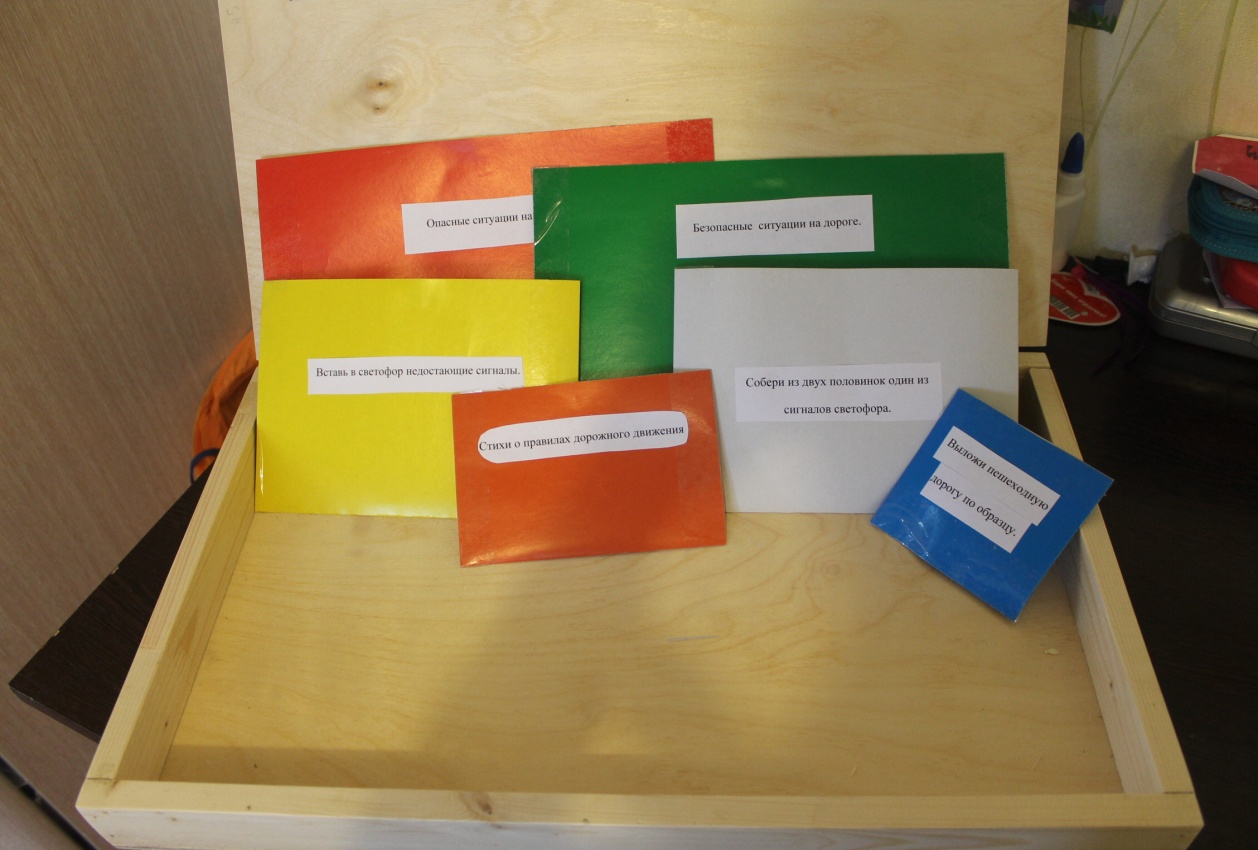 Опасные ситуации на
Безопасные ситуации на дороге.
Вставь в светофор недостающие сигналы.
Собери из двух половинок один из
сигналов светофора.
Стихи о правилах дорожного движения
Выложи пешеходную
дорогу по образцу.